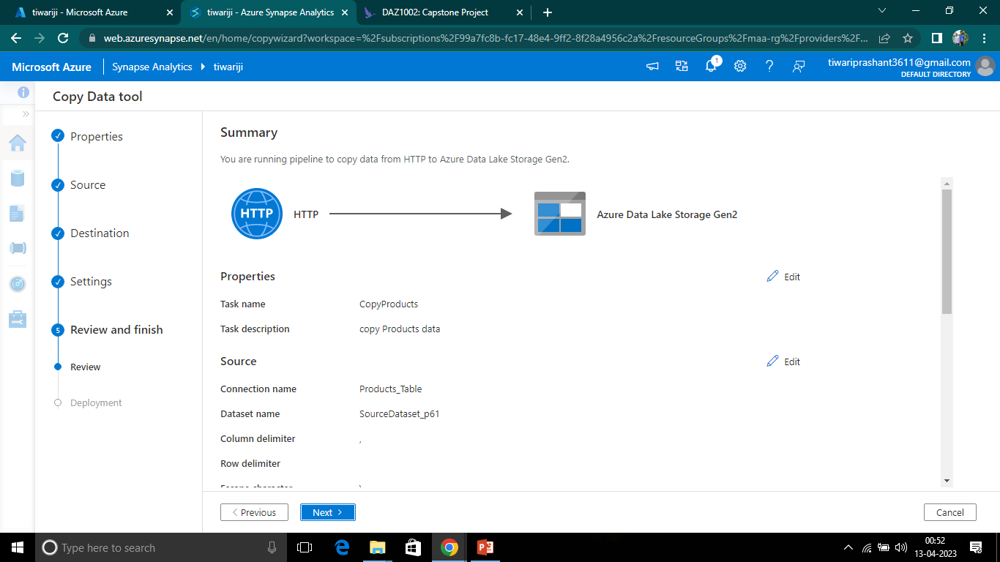 tiwariji - Microsoft Azure
tiwariji - Azure Synapse Analytics
DAZ1002: Capstone Project
web.azuresynapse.net/en/home/copywizard?workspace=%2Fsubscriptions%2F99a7fc8b-fc17-48e4-9ff2-8f28a4956c2a%2FresourceGroups%2Fmaa-rg%2Fproviders%2F...
Microsoft Azure
Synapse Analytics
tiwariji
1
tiwariprashant3611@gmail.com
DEFAULT DIRECTORY
Copy Data tool
Properties
Source
Destination
Settings
5 Review and finish
Review
Deployment
Summary
You are running pipeline to copy data from HTTP to Azure Data Lake Storage Gen2.
HTTP
HTTP
Azure Data Lake Storage Gen2
Properties
Edit
Task name CopyProducts
Task description copy Products data
Source
Edit
Connection name Products_Table
Dataset name SourceDataset_p61
Column delimiter ,
Row delimiter
Escape character \
Previous
Next
Cancel
Type here to search
00:52
13-04-2023